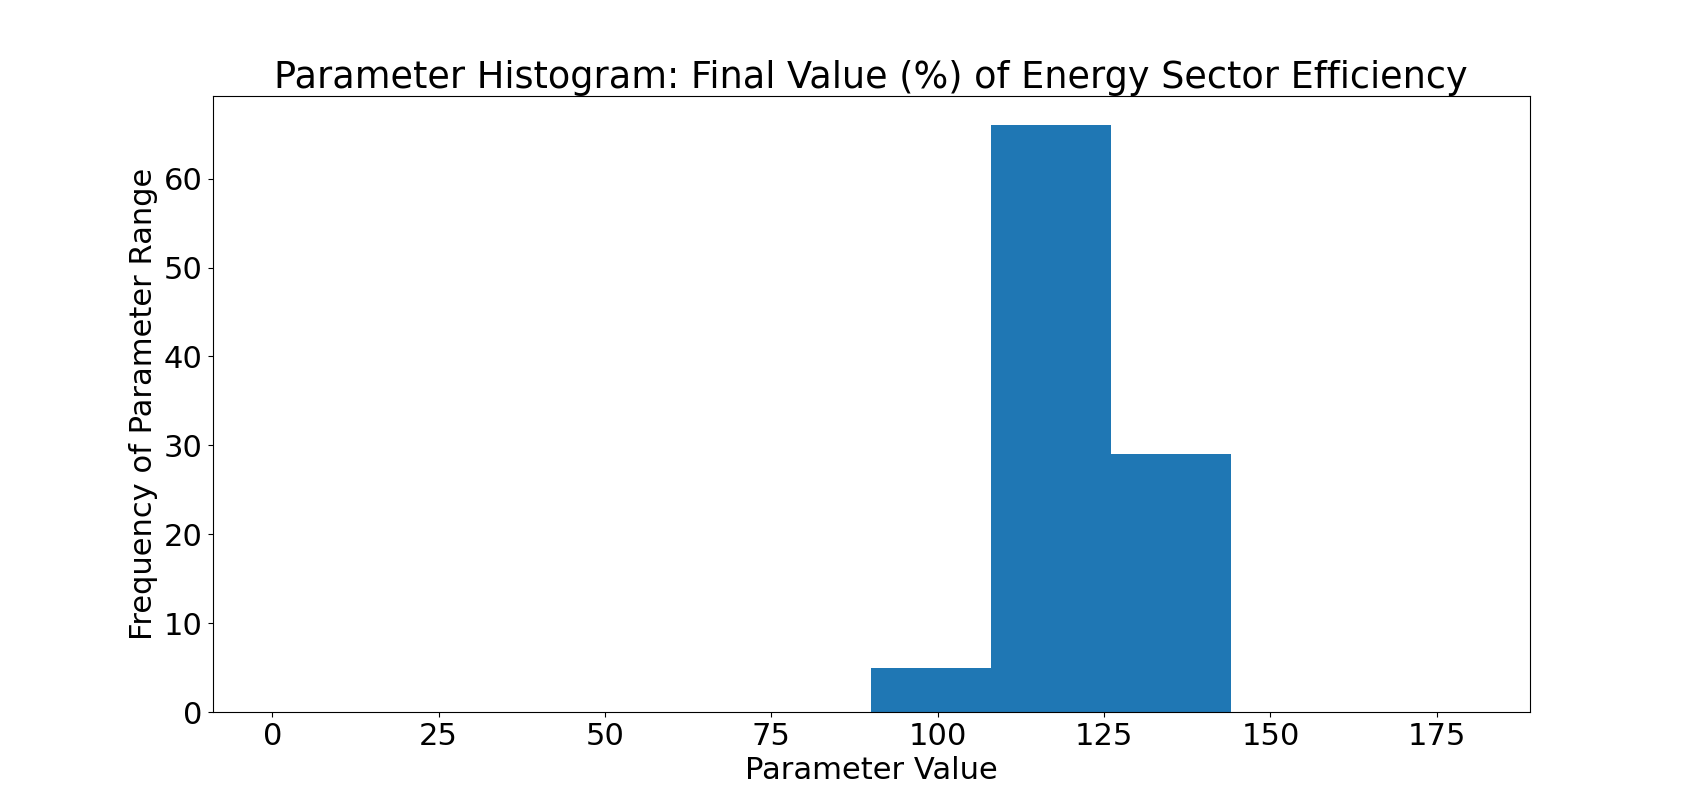 Parameter Histogram: Final Value (%) of Energy Sector Efficiency
Frequency of Parameter Range
60
50
40
30
20
10
0
0 25 50 75 100 125 150 175
Parameter Value